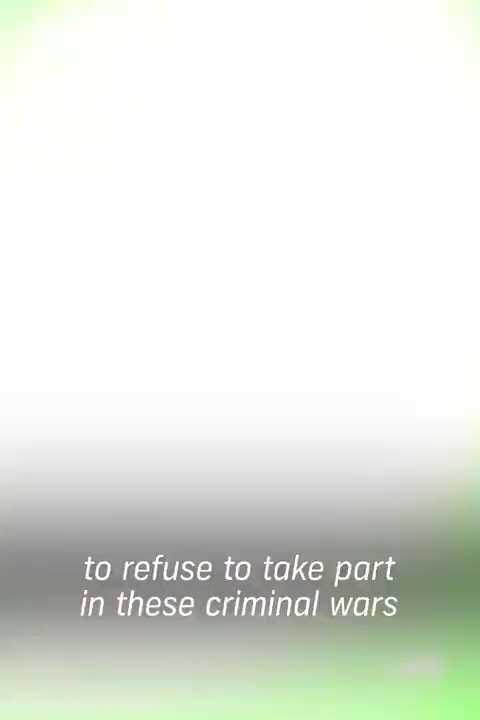 to refuse to take part
in these criminal wars